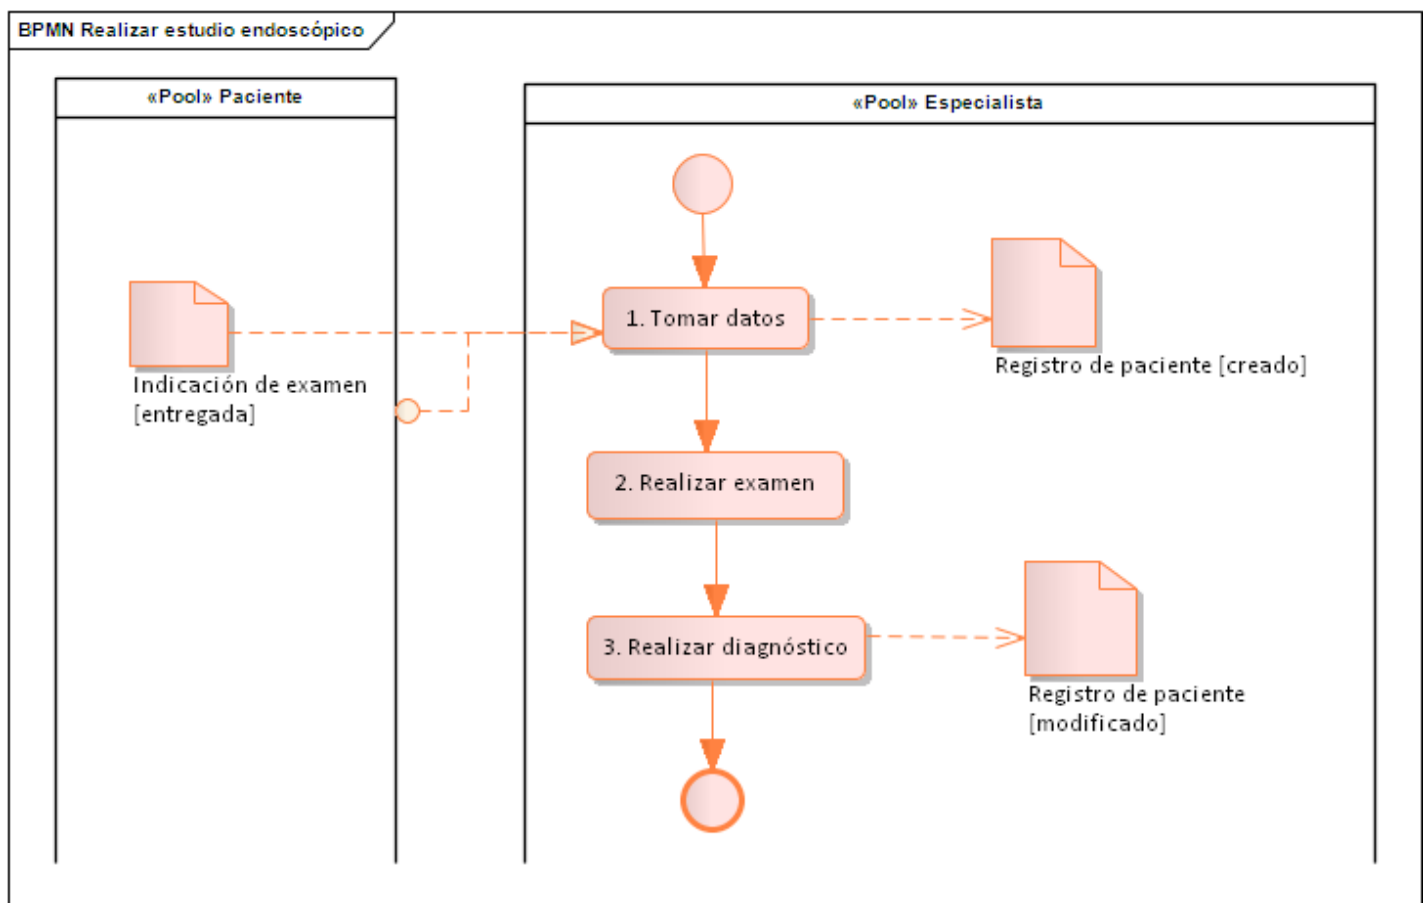 BPMN Realizar estudio endoscópico
«Pool» Paciente
«Pool» Especialista
1. Tomar datos
Registro de paciente [creado]
Indicación de examen
[entregada]
2. Realizar examen
3. Realizar diagnóstico
Registro de paciente
[modificado]